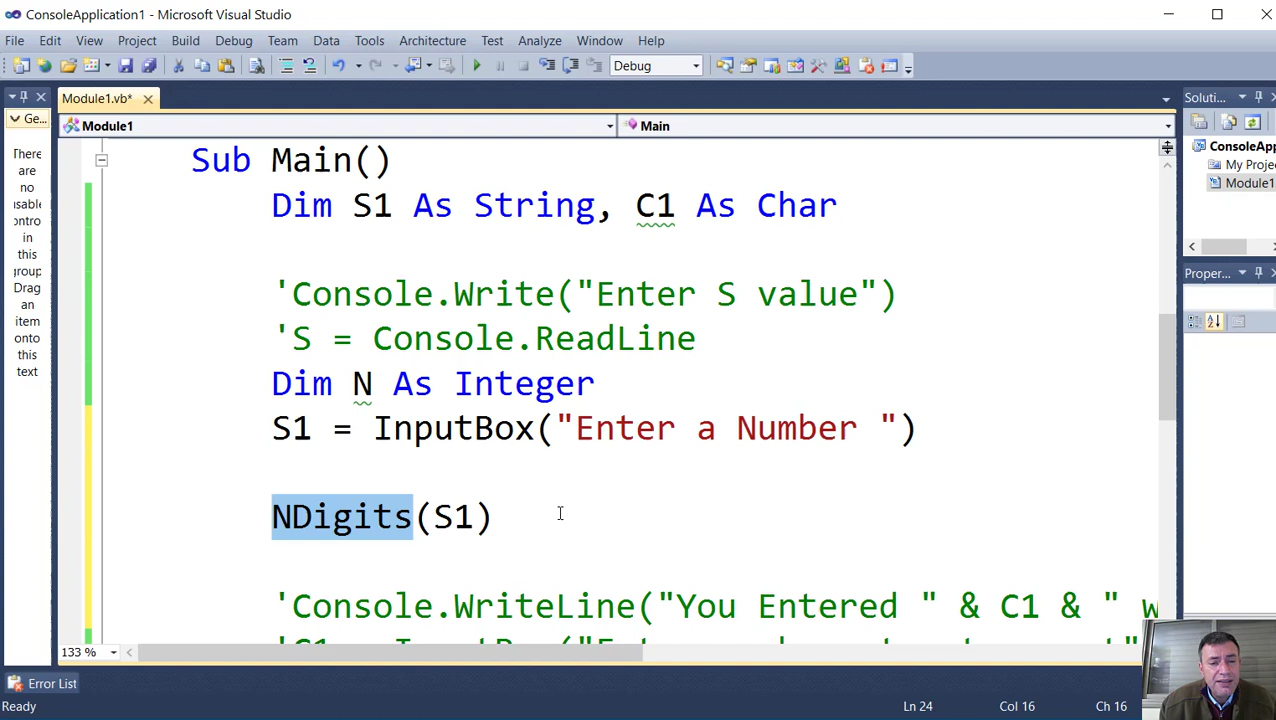 ConsoleApplication1 - Microsoft Visual Studio
File Edit View Project Build Debug Team Data Tools Architecture Test Analyze Window Help
Debug
Module1.vb*
Soluti...
Ge...
Module1
Main
There
are
no
usable
ontro
in
this
group
Drag
an
item
onto
this
text
ConsoleApp
My Proje
Module1
Proper...
Sub Main()
Dim S1 As String, C1 As Char
'Console.Write("Enter S value")
'S = Console.ReadLine
Dim N As Integer
S1 = InputBox("Enter a Number ")
NDigits(S1)
'Console.WriteLine("You Entered " & C1 & " w
133 %
Error List
Ready
Ln 24
Col 16
Ch 16